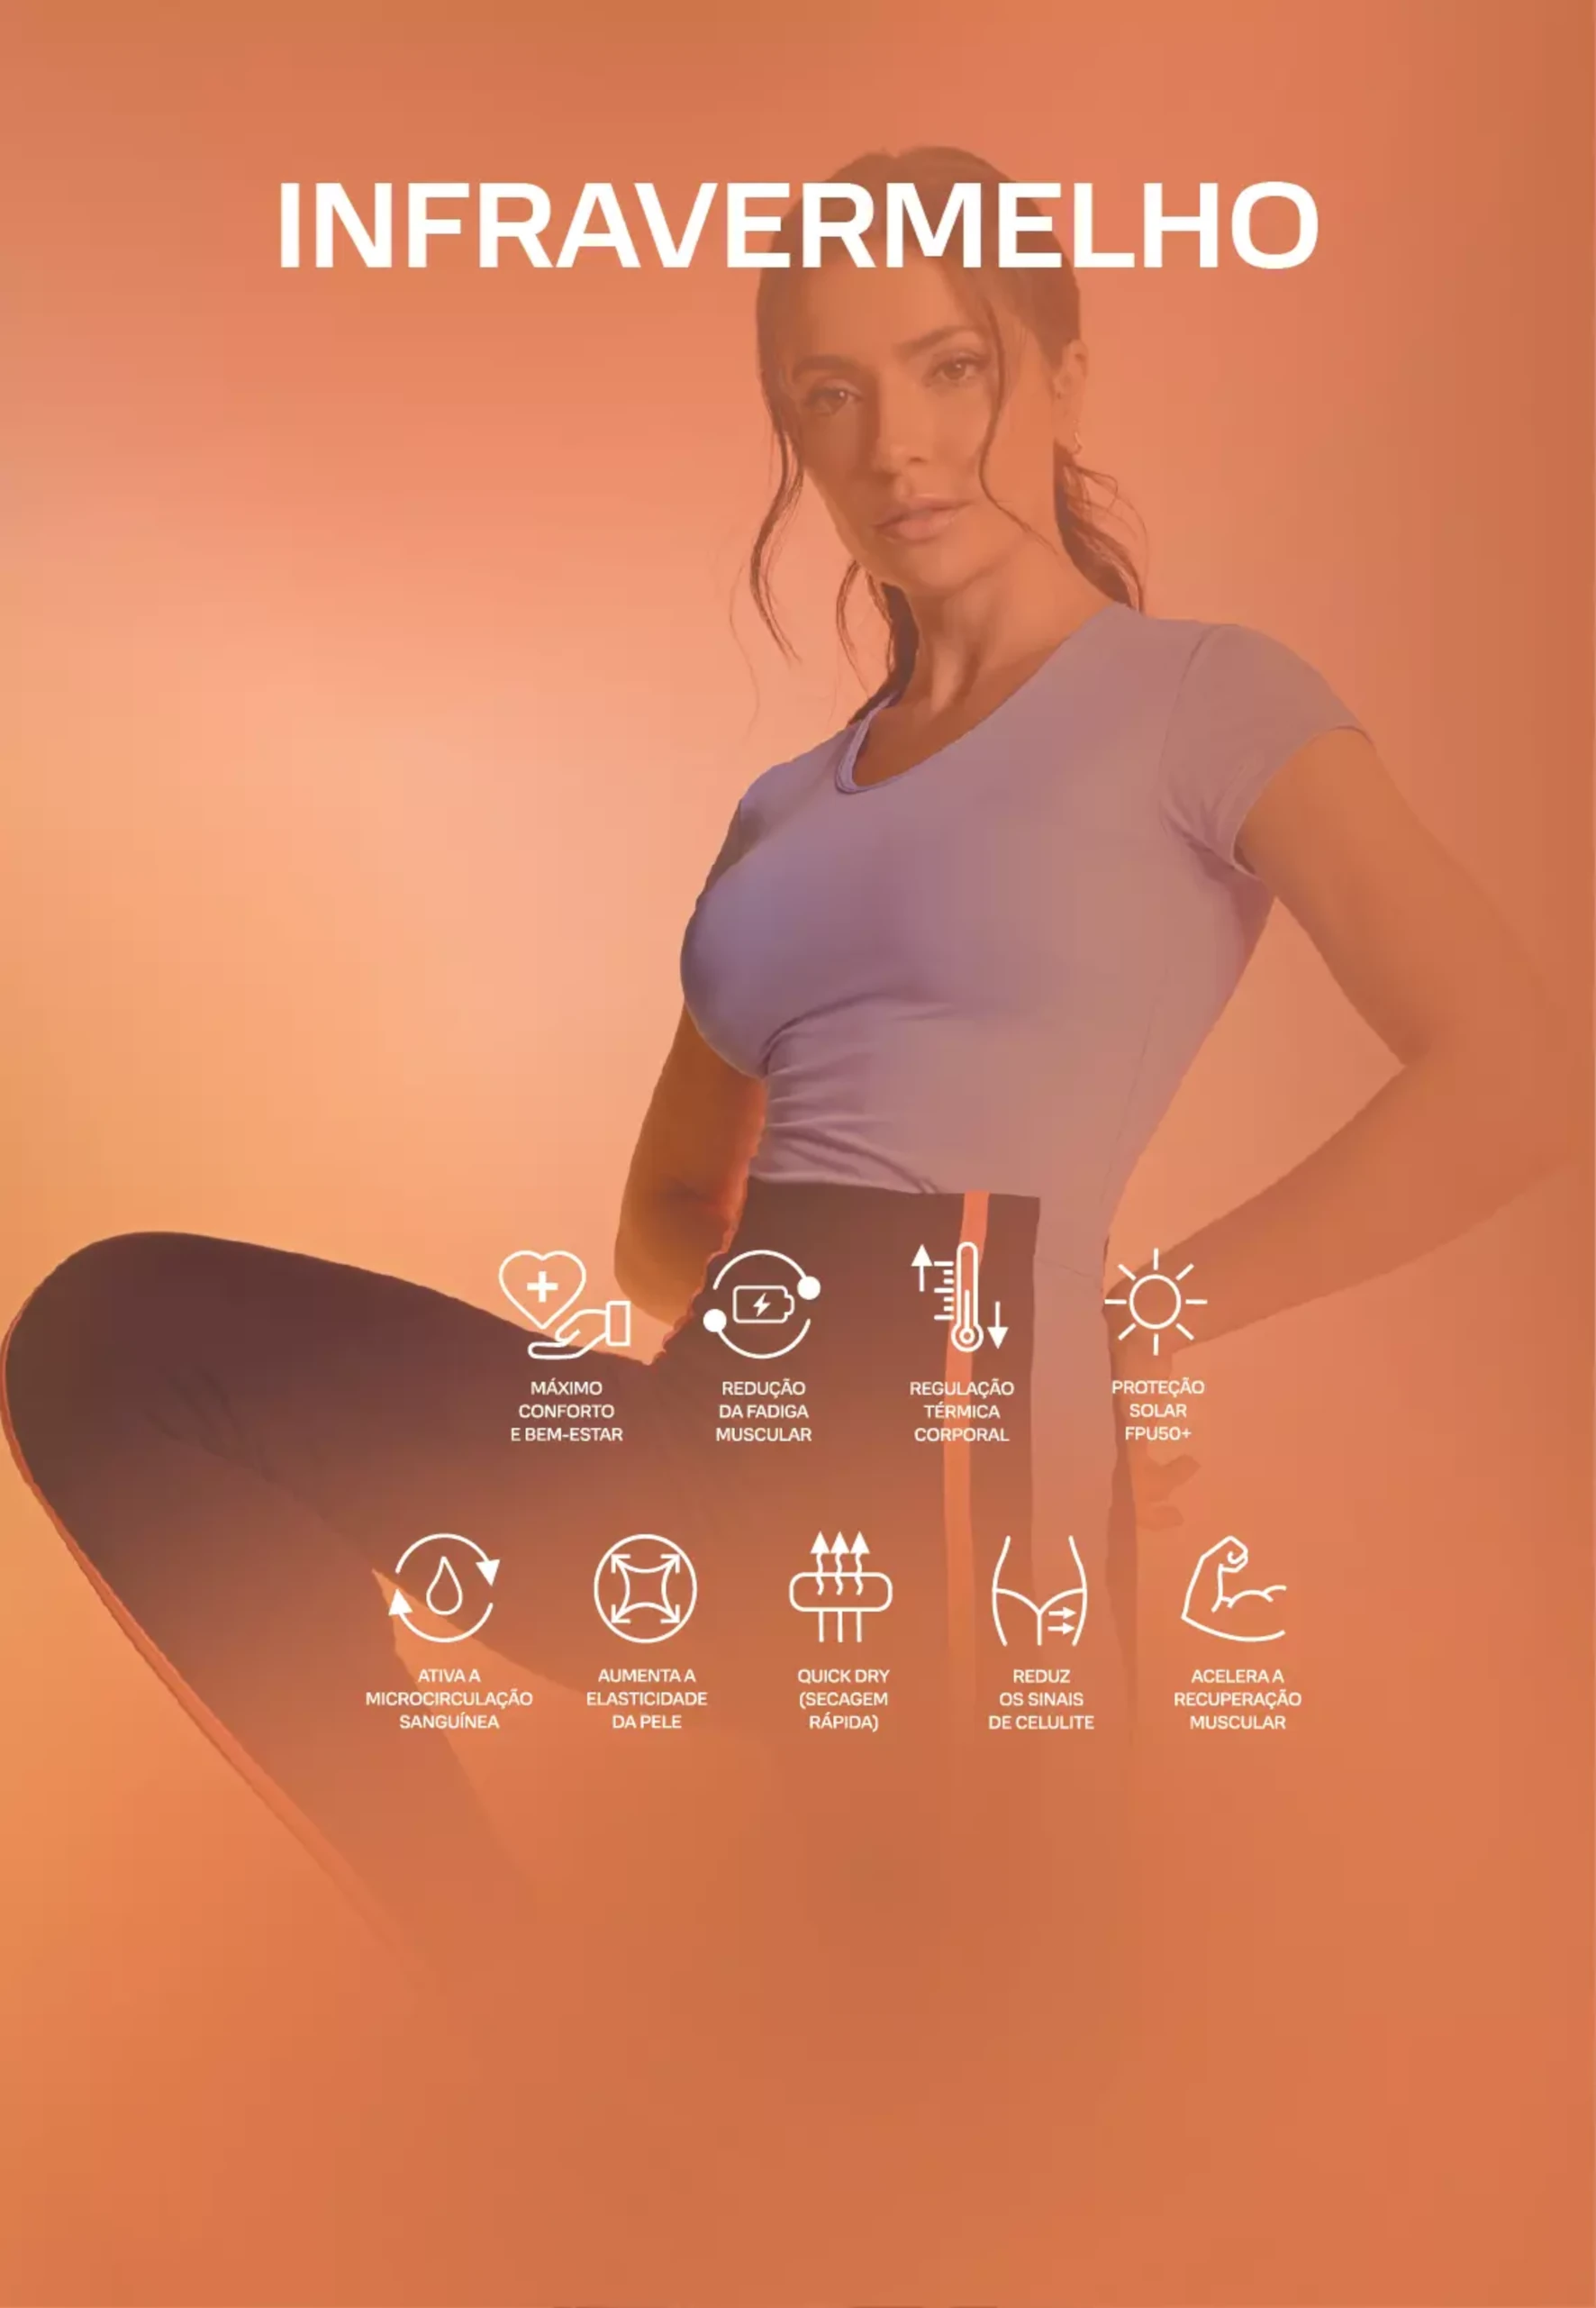 INFRAVERMELHO
MÁXIMO
CONFORTO
E BEM-ESTAR
REDUÇÃO
DA FADIGA
MUSCULAR
REGULAÇÃO
TÉRMICA
CORPORAL
PROTEÇÃO
SOLAR
FPU50+
ATIVA A
MICROCIRCULAÇÃO
SANGUÍNEA
AUMENTA A
ELASTICIDADE
DA PELE
QUICK DRY
(SECAGEM
RÁPIDA)
REDUZ
OS SINAIS
DE CELULITE
ACELERA A
RECUPERAÇÃO
MUSCULAR